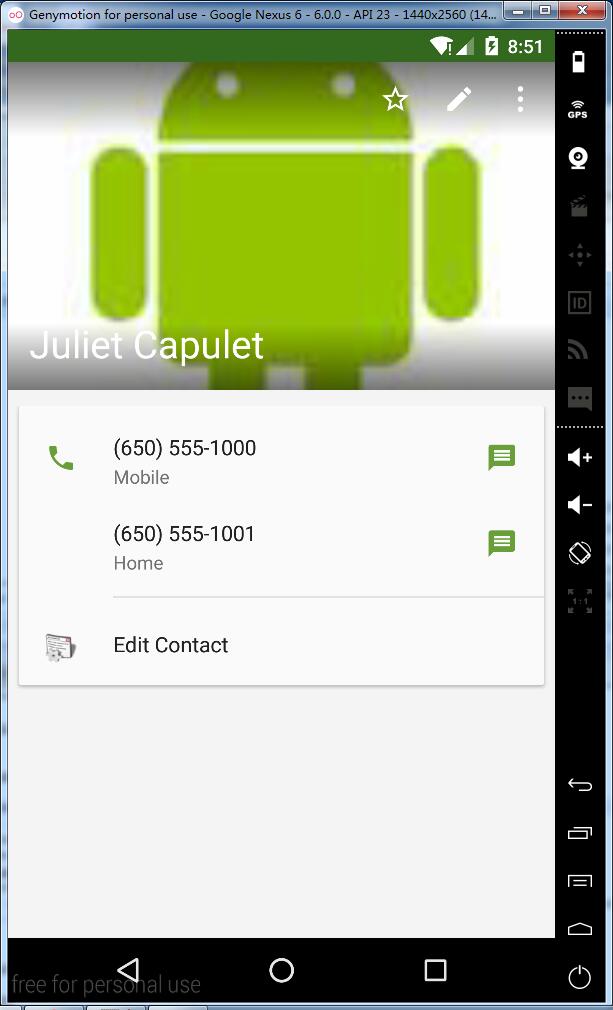 Genymotion for personal use - Google Nexus 6 - 6.0.0 - API 23 - 1440x2560 (14...
8:51
GPS
Juliet Capulet
ID
(650) 555-1000
Mobile
(650) 555-1001
Home
1:1
Edit Contact
free for personal use